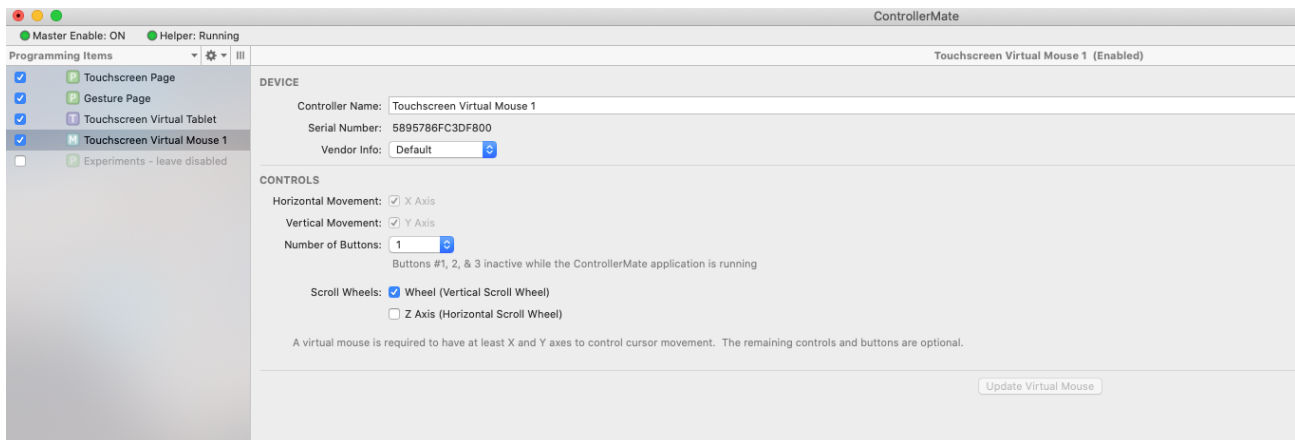 ControllerMate
Master Enable: ON Helper: Running
Programming Items
Touchscreen Virtual Mouse 1 (Enabled)
P Touchscreen Page
P Gesture Page
T Touchscreen Virtual Tablet
M Touchscreen Virtual Mouse 1
P Experiments - leave disabled
DEVICE
Controller Name: Touchscreen Virtual Mouse 1
Serial Number: 5895786FC3DF800
Vendor Info: Default
CONTROLS
Horizontal Movement: X Axis
Vertical Movement: Y Axis
Number of Buttons: 1
Buttons #1, 2, & 3 inactive while the ControllerMate application is running
Scroll Wheels: Wheel (Vertical Scroll Wheel)
Z Axis (Horizontal Scroll Wheel)
A virtual mouse is required to have at least X and Y axes to control cursor movement. The remaining controls and buttons are optional.
Update Virtual Mouse